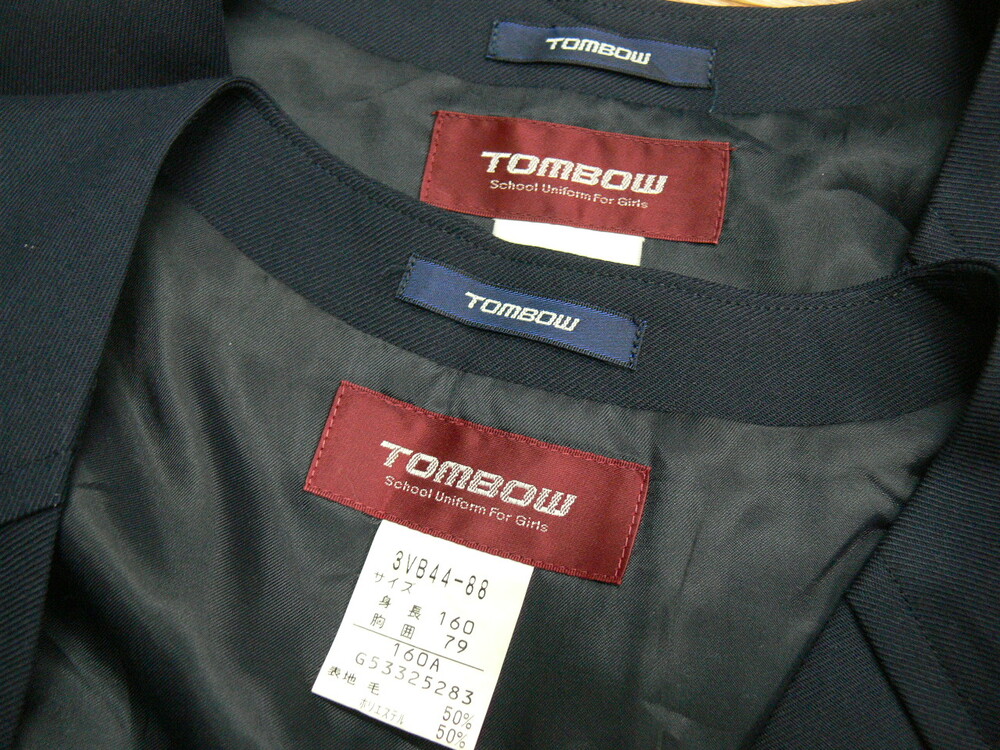 TOMBOW
TOMBOW
School Uniform For Girls
TOMBOW
TOMBOW
School Uniform For Girls
3VB44-88
サイズ
身長 160
胸囲 79
160A
G53325283
表地 毛 50%
ポリエステル 50%